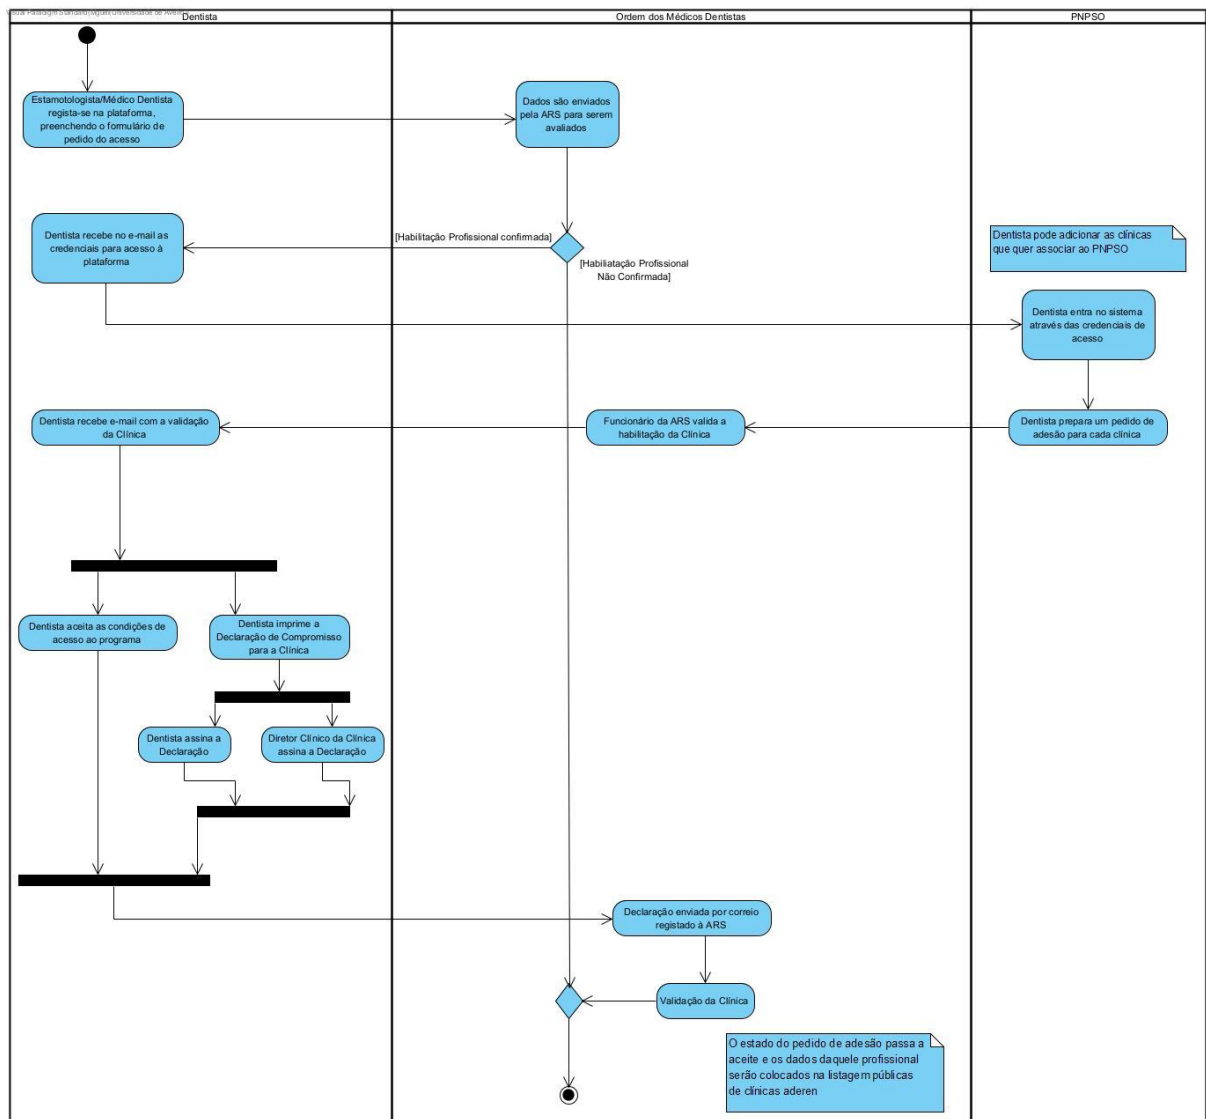 Visual Paradigm Standard(Miguel(Universidade de Aveiro))
Dentista
Ordem dos Médicos Dentistas
PNPSO
Estamotologista/Médico Dentista
regista-se na plataforma,
preenchendo o formulário de
pedido do acesso
Dados são enviados
pela ARS para serem
avaliados
Dentista recebe no e-mail as
credenciais para acesso à
plataforma
[Habilitação Profissional confirmada]
[Habiliatação Profissional
Não Confirmada]
Dentista pode adicionar as clínicas
que quer associar ao PNPSO
Dentista entra no sistema
através das credenciais de
acesso
Dentista recebe e-mail com a validação
da Clínica
Funcionário da ARS valida a
habilitação da Clínica
Dentista prepara um pedido de
adesão para cada clínica
Dentista aceita as condições de
acesso ao programa
Dentista imprime a
Declaração de Compromisso
para a Clínica
Dentista assina a
Declaração
Diretor Clínico da Clínica
assina a Declaração
Declaração enviada por correio
registado à ARS
Validação da Clínica
O estado do pedido de adesão passa a
aceite e os dados daquele profissional
serão colocados na listagem públicas
de clínicas aderen